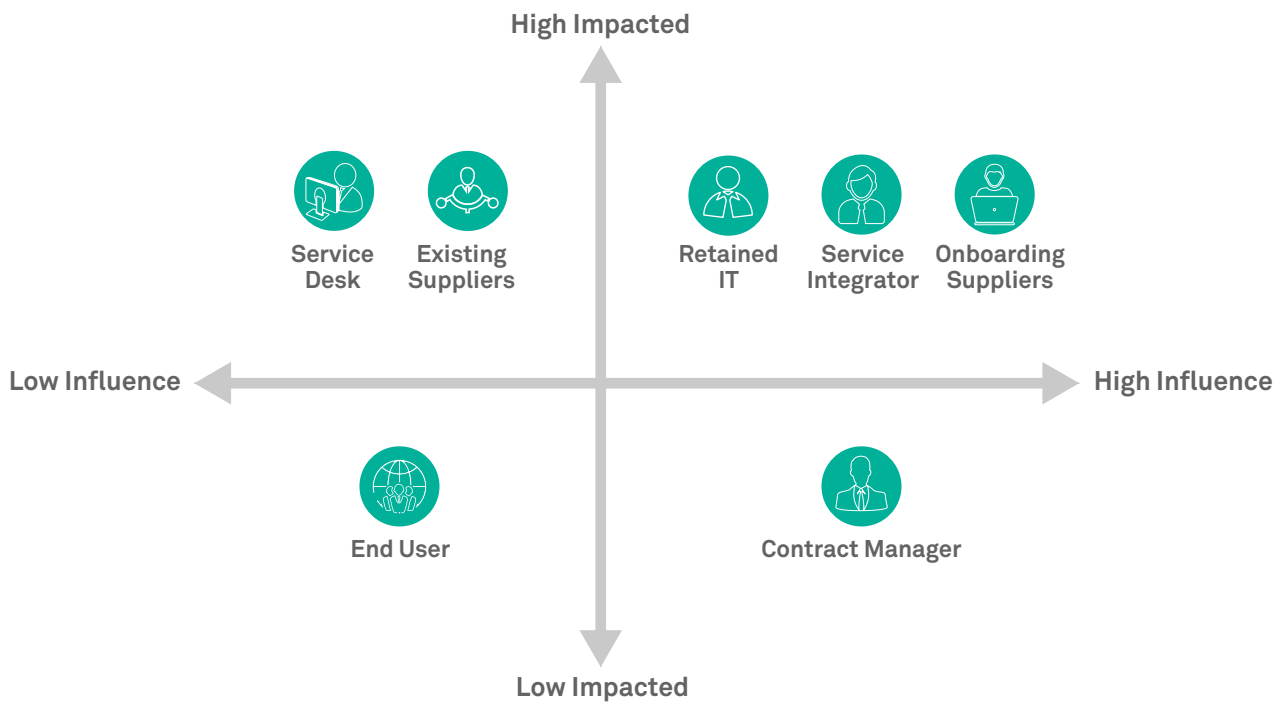 High Impacted
Service
Desk
Existing
Suppliers
Retained
IT
Service
Integrator
Onboarding
Suppliers
Low Influence
High Influence
End User
Contract Manager
Low Impacted